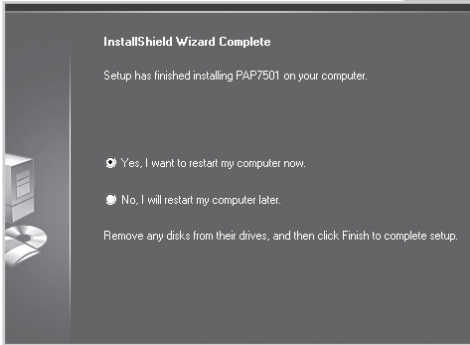 InstallShield Wizard Complete
Setup has finished installing PAP7501 on your computer.
Yes, I want to restart my computer now.
No, I will restart my computer later.
Remove any disks from their drives, and then click Finish to complete setup.